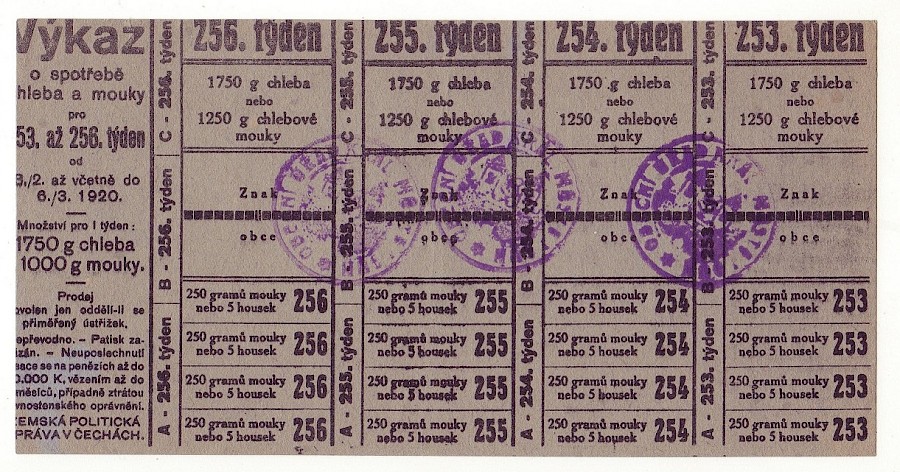 Výkaz
o spotřebě
hleba a mouky
pro
53. až 256. týden
od
8./2. až včetně do
6./3. 1920.
Množství pro I týden:
1750 g chleba
1000 g mouky.
Prodej
ovolen jen oddělí-li se
přiměřený ústřižek.
epřevodno. - Patisk za-
zán. - Neuposlechnutí
esce se na penězích až do
0.000 K, vězením až do
měsíců, případně ztrátou
vnostenského oprávnění.
ZEMSKÁ POLITICKÁ
PRÁVA V ČECHÁCH.
C - 256. týden
B - 256. týden
A - 256. týden
256. týden
1750 g chleba
nebo
1250 g chlebové
mouky
Znak
obce
250 gramů mouky
nebo 5 housek 256
250 gramů mouky
nebo 5 housek 256
250 gramů mouky
nebo 5 housek 256
250 gramů mouky
nebo 5 housek 256
C - 255. týden
B - 255. týden
A - 255. týden
255. týden
1750 g chleba
nebo
1250 g chlebové
mouky
Znak
obce
250 gramů mouky
nebo 5 housek 255
250 gramů mouky
nebo 5 housek 255
250 gramů mouky
nebo 5 housek 255
250 gramů mouky
nebo 5 housek 255
C - 254. týden
B - 254. týden
A - 254. týden
254. týden
1750 g chleba
nebo
1250 g chlebové
mouky
Znak
obce
250 gramů mouky
nebo 5 housek 254
250 gramů mouky
nebo 5 housek 254
250 gramů mouky
nebo 5 housek 254
250 gramů mouky
nebo 5 housek 254
C - 253. týden
B - 253. týden
A - 253. týden
253. týden
1750 g chleba
nebo
1250 g chlebové
mouky
Znak
obce
250 gramů mouky
nebo 5 housek 253
250 gramů mouky
nebo 5 housek 253
250 gramů mouky
nebo 5 housek 253
250 gramů mouky
nebo 5 housek 253
OBECNÍ ÚŘAD